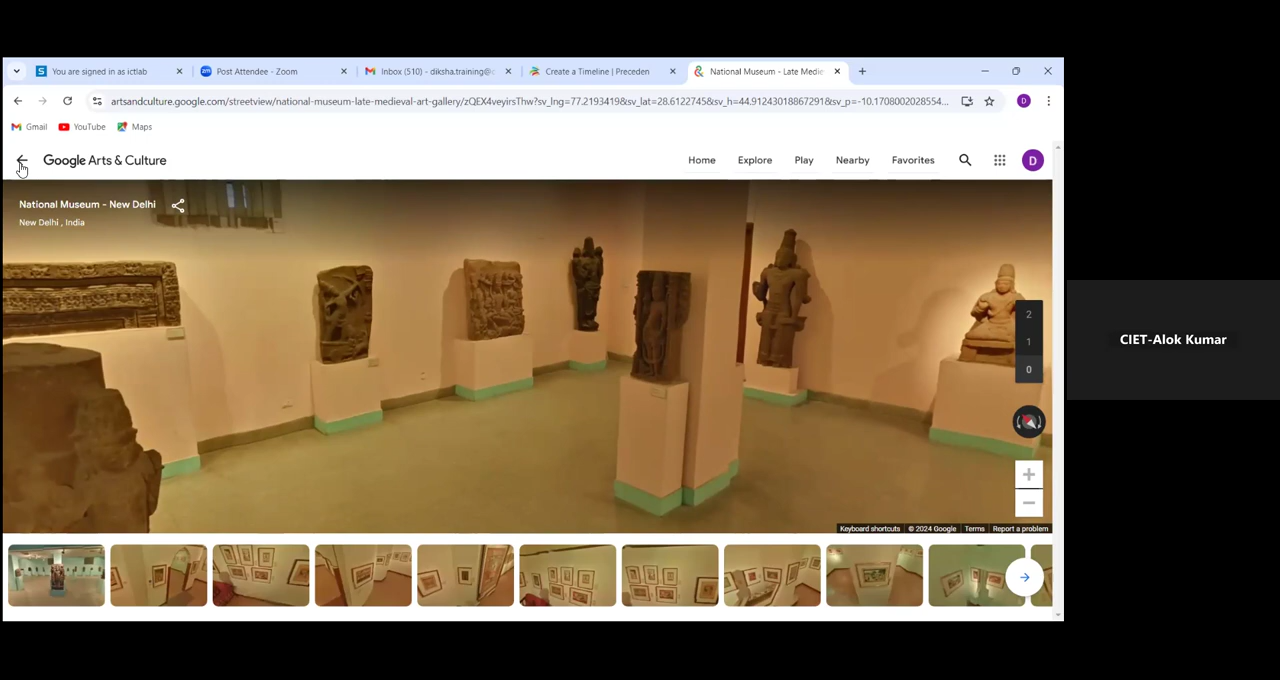 You are signed in as ictlab
Post Attendee - Zoom
Inbox (510) - diksha.training@
Create a Timeline | Preceden
National Museum - Late Medie
artsandculture.google.com/streetview/national-museum-late-medieval-art-gallery/zQEX4veyirsThw?sv_lng=77.2193419&sv_lat=28.6122745&sv_h=44.91243018867291&sv_p=-10.1708002028554...
D
Gmail
YouTube
Maps
Google Arts & Culture
Home
Explore
Play
Nearby
Favorites
D
National Museum - New Delhi
New Delhi , India
2
1
0
CIET-Alok Kumar
Keyboard shortcuts
© 2024 Google
Terms
Report a problem